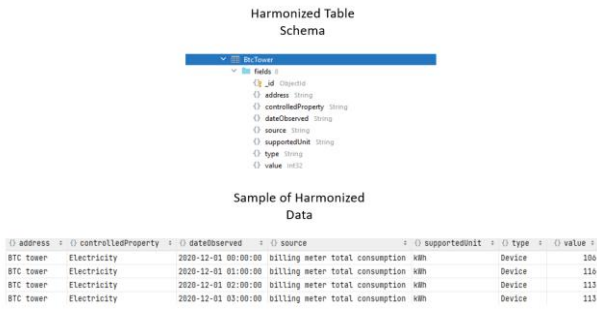 Harmonized Table
Schema
BtcTower
fields 8
_id ObjectId
address String
controlledProperty String
dateObserved String
source String
supportedUnit String
type String
value Int32
Sample of Harmonized
Data
{} address {} controlledProperty {} dateObserved {} source {} supportedUnit {} type {} value
BTC tower Electricity 2020-12-01 00:00:00 billing meter total consumption kWh Device 106
BTC tower Electricity 2020-12-01 01:00:00 billing meter total consumption kWh Device 116
BTC tower Electricity 2020-12-01 02:00:00 billing meter total consumption kWh Device 113
BTC tower Electricity 2020-12-01 03:00:00 billing meter total consumption kWh Device 113